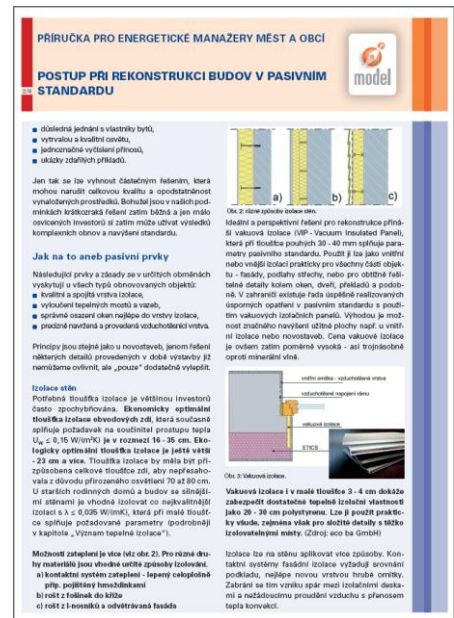 PŘÍRUČKA PRO ENERGETICKÉ MANAŽERY MĚST A OBCÍ
POSTUP PŘI REKONSTRUKCI BUDOV V PASIVNÍM
STANDARDU
model
důsledná jednání s vlastníky bytů,
vytrvalou a kvalitní osvětu,
jednoznačné vyčíslení přínosů,
ukázky zdařilých příkladů.
Jen tak se lze vyhnout částečným řešením, která
mohou narušit celkovou kvalitu a opodstatněnost
vynaložených prostředků. Bohužel jsou v našich pod-
mínkách krátkozraká řešení zatím běžná a jen málo
osvícených investorů si zatím může užívat výsledků
komplexních obnov a navýšení standardu.
Jak na to aneb pasivní prvky
Následující prvky a zásady se v určitých obměnách
vyskytují u všech typů obnovovaných objektů:
kvalitní a spojitá vrstva izolace,
vyloučení tepelných mostů a vazeb,
správné osazení oken nejlépe do vrstvy izolace,
precizně navržená a provedená vzduchotěsnící vrstva.
Principy jsou stejné jako u novostaveb, jenom řešení
některých detailů provedených v době výstavby již
nemůžeme ovlivnit, ale „pouze“ dodatečně vylepšit.
Izolace stěn
Potřebná tloušťka izolace je většinou investorů
často zpochybňována. Ekonomicky optimální
tloušťka izolace obvodových zdí, která současně
splňuje požadavek na součinitel prostupu tepla
Uw ≤ 0,15 W/(m²K) je v rozmezí 16 - 35 cm. Eko-
logicky optimální tloušťka izolace je ještě větší
- 23 cm a více. Tloušťka izolace by měla být při-
způsobena celkové tloušťce zdi, aby nepřesaho-
vala z důvodu přirozeného osvětlení 70 až 80 cm.
U starších rodinných domů a budov se silnější-
mi stěnami je vhodné izolovat co nejkvalitnější
izolací s λ ≤ 0,035 W/(mK), která při malé tloušť-
ce splňuje požadované parametry (podrobněji
v kapitole „Význam tepelné izolace“).
Možností zateplení je více (viz obr. 2). Pro různé dru-
hy materiálů jsou vhodné určité způsoby izolování.
a) kontaktní systém zateplení - lepený celoplošně
příp. pojištěný hmoždinkami
b) rošt z fošinek do kříže
c) rošt z I-nosníků a odvětrávaná fasáda
a)
b)
c)
Obr. 2: různé způsoby izolace stěn.
Ideální a perspektivní řešení pro rekonstrukce přiná-
ší vakuová izolace (VIP - Vacuum Insulated Panel),
která při tloušťce pouhých 30 - 40 mm splňuje para-
metry pasivního standardu. Použít ji lze jako vnitřní
nebo vnější izolaci prakticky pro všechny části objek-
tu - fasády, podlahy střechy, nebo pro obtížně řeši-
telné detaily kolem oken, dveří, překladů a podob-
ně. V zahraničí existuje řada úspěšně realizovaných
úsporných opatření v pasivním standardu s použi-
tím vakuových izolačních panelů. Výhodou je mož-
nost značného navýšení užitné plochy např. u vnitř-
ní izolace nebo novostaveb. Cena vakuové izolace
je ovšem zatím poměrně vysoká - asi trojnásobně
oproti minerální vlně.
vnitřní omítka - vzduchotěsná vrstva
vzduchotěsné napojení rámu
vakuová izolace
ETICS
Obr. 3: Vakuová izolace.
Vakuová izolace i v malé tloušťce 3 - 4 cm dokáže
zabezpečit dostatečné tepelně izolační vlastnosti
jako 20 - 30 cm polystyrenu. Lze ji použít prakti-
cky všude, zejména však pro složité detaily s těžko
izolovatelnými místy. (Zdroj: eco ba GmbH)
Izolace lze na stěnu aplikovat více způsoby. Kon-
taktní systémy fasádní izolace vyžadují srovnání
podkladu, nejlépe novou vrstvou hrubé omítky.
Zabrání se tím vzniku spár mezi izolačními deska-
mi a nežádoucímu proudění vzduchu s přenosem
tepla konvekcí.